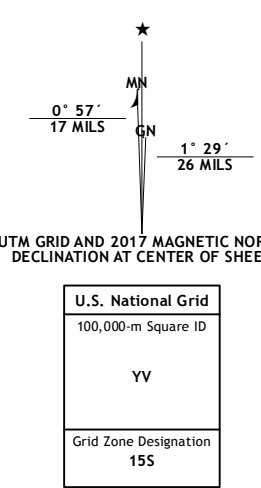 MN
0° 57´
17 MILS
GN
1° 29´
26 MILS
UTM GRID AND 2017 MAGNETIC NOR
DECLINATION AT CENTER OF SHEE
U.S. National Grid
100,000-m Square ID
YV
Grid Zone Designation
15S